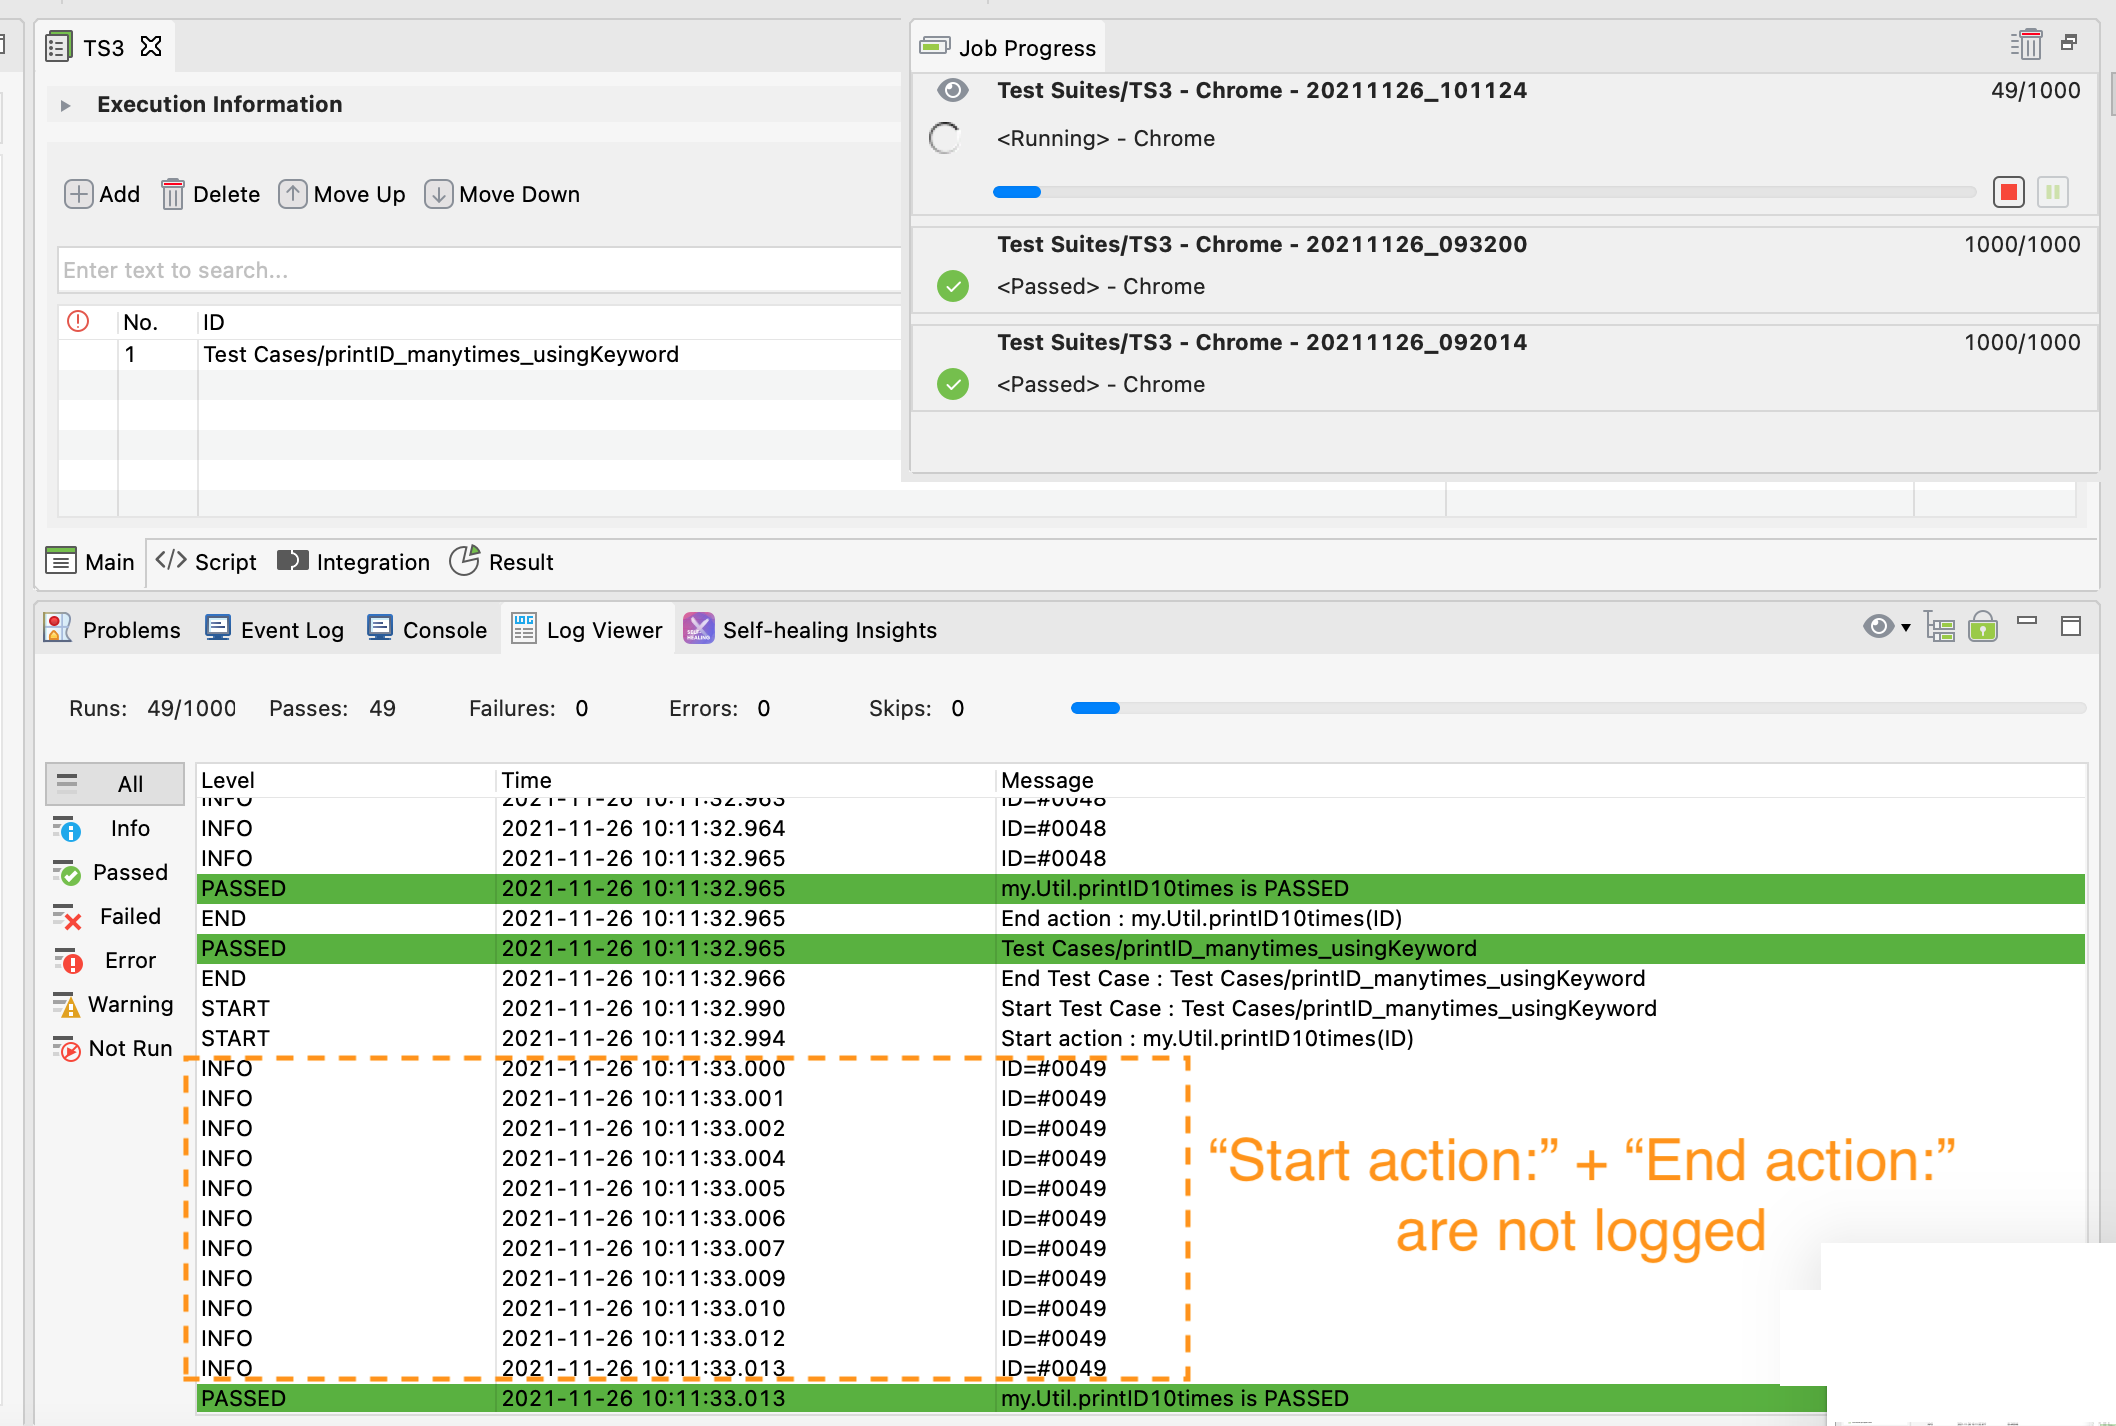 TS3
Job Progress
Execution Information
Test Suites/TS3 - Chrome - 20211126_101124 49/1000
<Running> - Chrome
Add Delete Move Up Move Down
Test Suites/TS3 - Chrome - 20211126_093200 1000/1000
<Passed> - Chrome
Enter text to search...
No. ID
1 Test Cases/printID_manytimes_usingKeyword
Test Suites/TS3 - Chrome - 20211126_092014 1000/1000
<Passed> - Chrome
Main </> Script Integration Result
Problems Event Log Console Log Viewer Self-healing Insights
Runs: 49/1000 Passes: 49 Failures: 0 Errors: 0 Skips: 0
All
Info
Passed
Failed
Error
Warning
Not Run
Level Time Message
INFO 2021-11-26 10:11:32.963 ID=#0048
INFO 2021-11-26 10:11:32.964 ID=#0048
INFO 2021-11-26 10:11:32.965 ID=#0048
PASSED 2021-11-26 10:11:32.965 my.Util.printID10times is PASSED
END 2021-11-26 10:11:32.965 End action : my.Util.printID10times(ID)
PASSED 2021-11-26 10:11:32.965 Test Cases/printID_manytimes_usingKeyword
END 2021-11-26 10:11:32.966 End Test Case : Test Cases/printID_manytimes_usingKeyword
START 2021-11-26 10:11:32.990 Start Test Case : Test Cases/printID_manytimes_usingKeyword
START 2021-11-26 10:11:32.994 Start action : my.Util.printID10times(ID)
INFO 2021-11-26 10:11:33.000 ID=#0049
INFO 2021-11-26 10:11:33.001 ID=#0049
INFO 2021-11-26 10:11:33.002 ID=#0049
INFO 2021-11-26 10:11:33.004 ID=#0049
INFO 2021-11-26 10:11:33.005 ID=#0049
INFO 2021-11-26 10:11:33.006 ID=#0049
INFO 2021-11-26 10:11:33.007 ID=#0049
INFO 2021-11-26 10:11:33.009 ID=#0049
INFO 2021-11-26 10:11:33.010 ID=#0049
INFO 2021-11-26 10:11:33.012 ID=#0049
INFO 2021-11-26 10:11:33.013 ID=#0049
PASSED 2021-11-26 10:11:33.013 my.Util.printID10times is PASSED
“Start action:” + “End action:”
are not logged